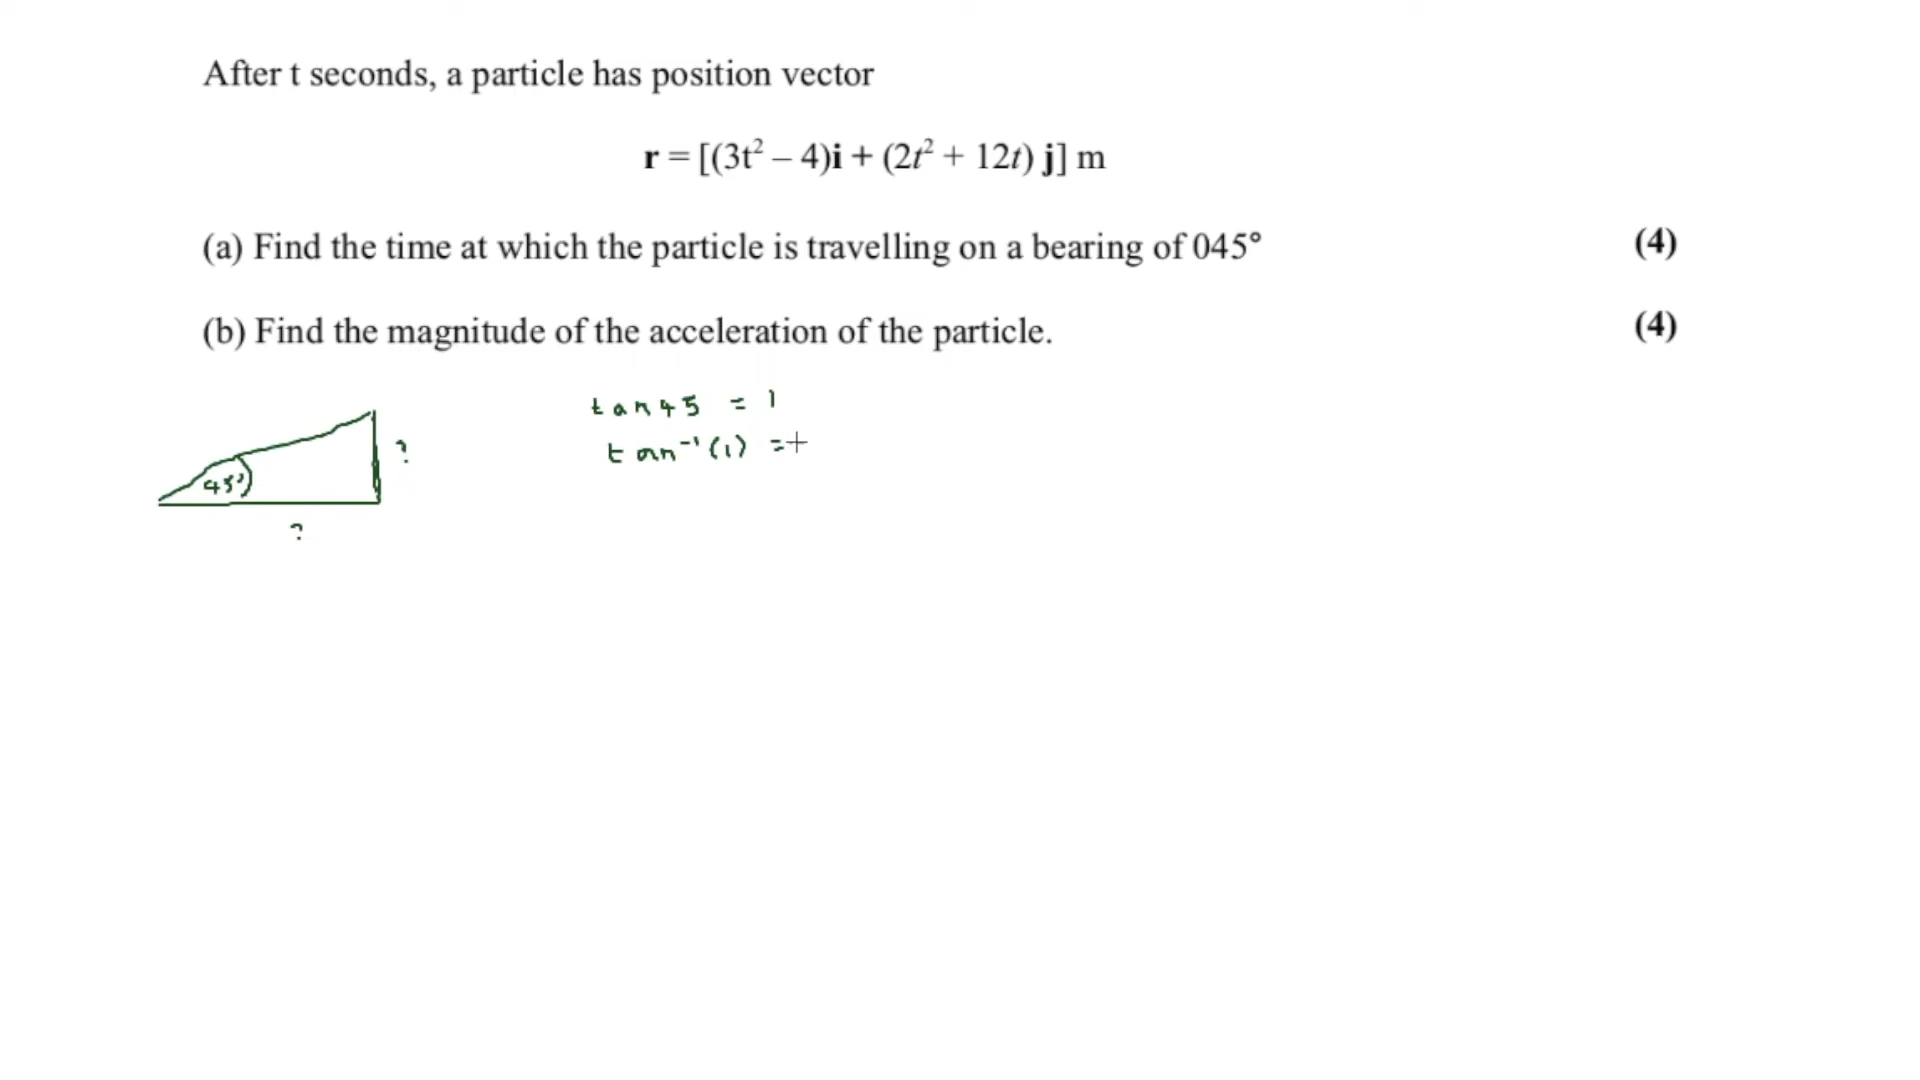 After t seconds, a particle has position vector
r = [(3t² – 4)i + (2t² + 12t) j] m
(a) Find the time at which the particle is travelling on a bearing of 045° (4)
(b) Find the magnitude of the acceleration of the particle. (4)
tan45 = 1
tan⁻¹(1) =
45°
?
?